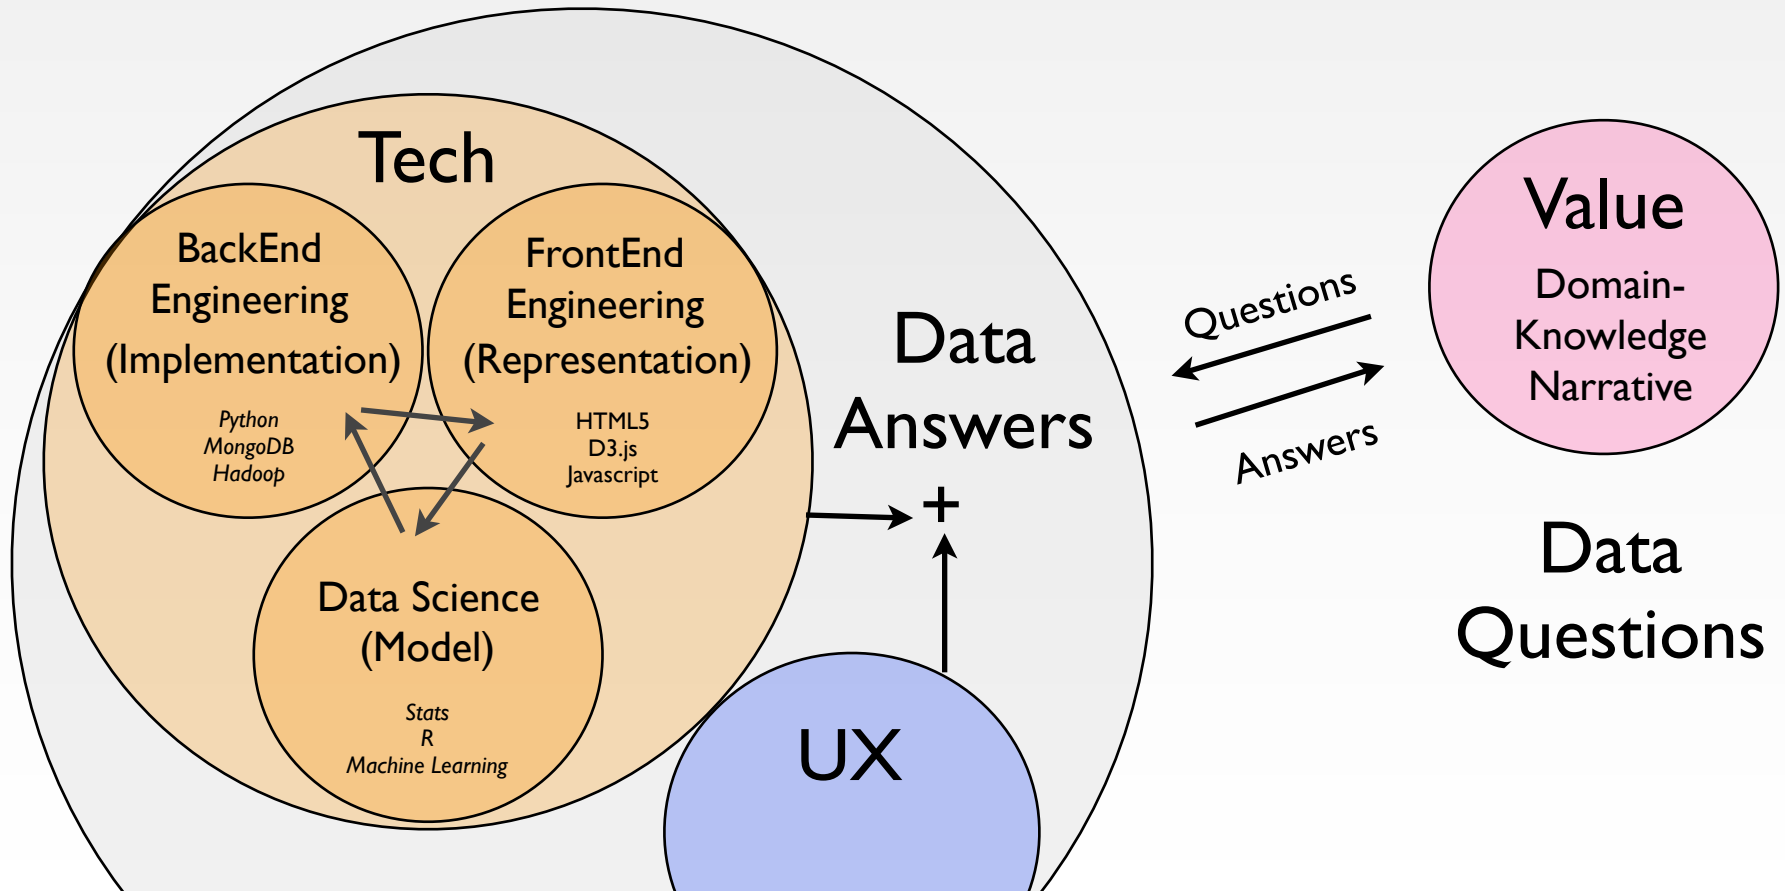 Tech
BackEnd
Engineering
(Implementation)
Python
MongoDB
Hadoop
FrontEnd
Engineering
(Representation)
HTML5
D3.js
Javascript
Data Science
(Model)
Stats
R
Machine Learning
Data
Answers
+
UX
Questions
Answers
Value
Domain-
Knowledge
Narrative
Data
Questions